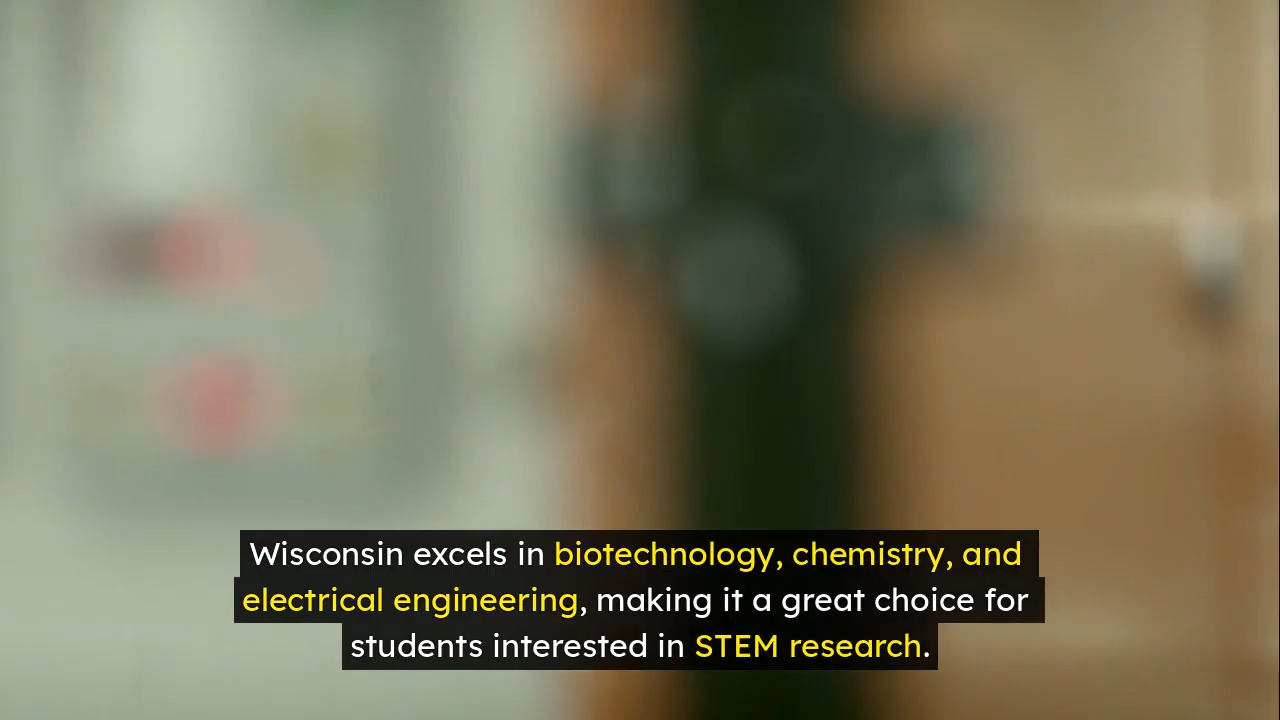 Wisconsin excels in biotechnology, chemistry, and
electrical engineering, making it a great choice for
students interested in STEM research.